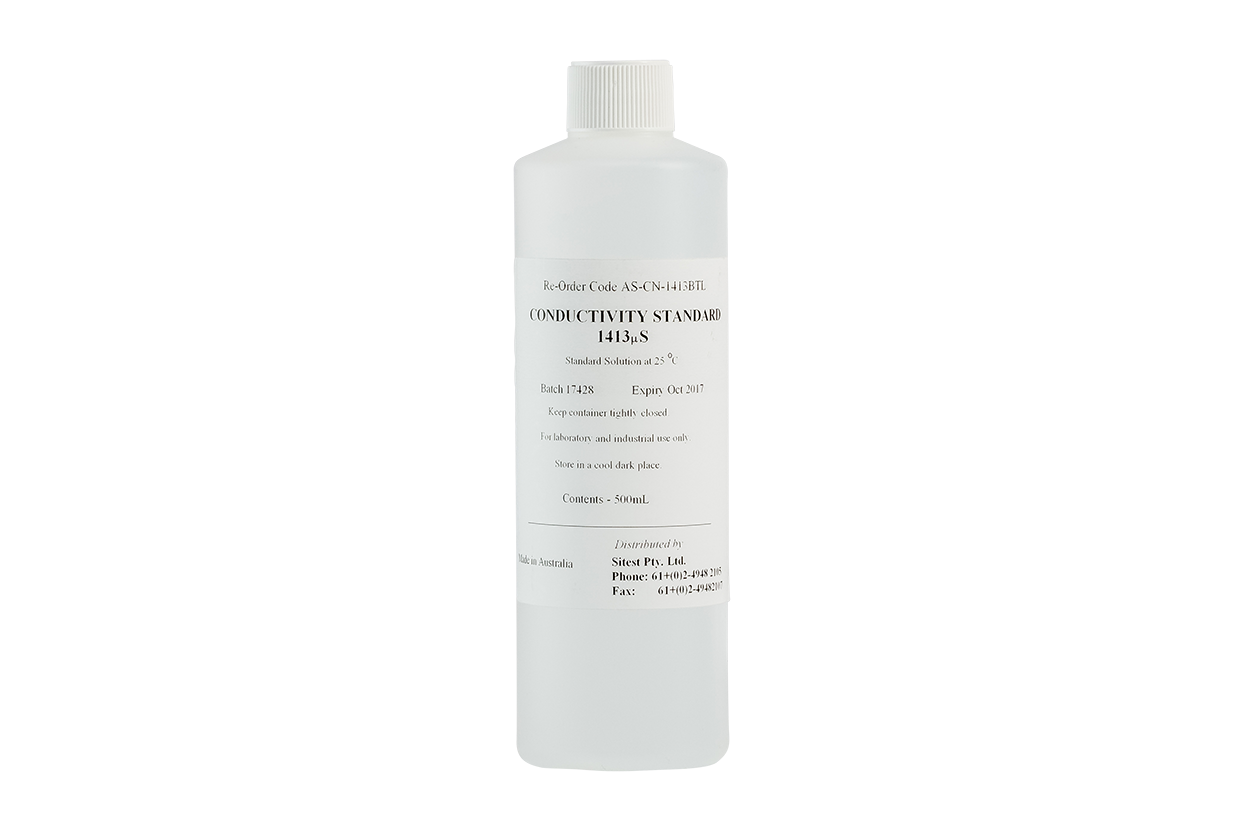 Re-Order Code AS-CN-1413BTL
CONDUCTIVITY STANDARD
1413µS
Standard Solution at 25 °C
Batch 17428 Expiry Oct 2017
Keep container tightly closed.
For laboratory and industrial use only.
Store in a cool dark place.
Contents - 500mL
Distributed by
Made in Australia
Sitest Pty. Ltd.
Phone: 61+(0)2-4948 2105
Fax: 61+(0)2-49482107